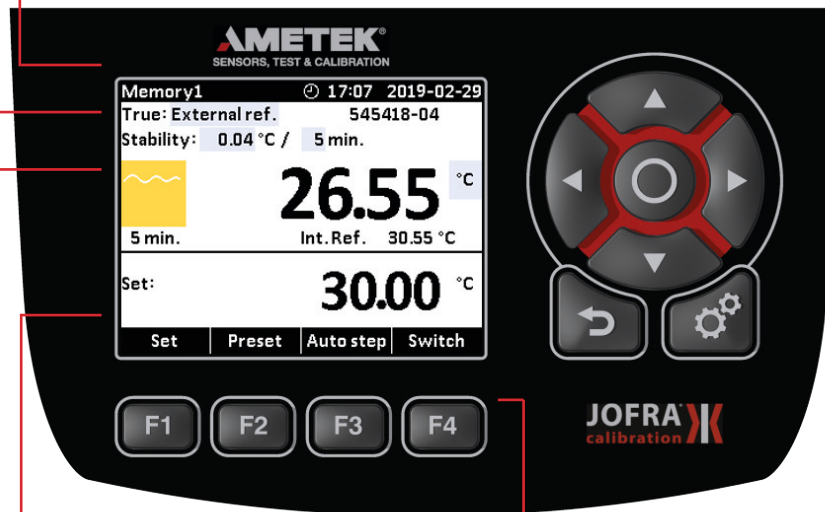 AMETEK®
SENSORS, TEST & CALIBRATION
Memory1 17:07 2019-02-29
True: External ref. 545418-04
Stability: 0.04 °C / 5 min.
26.55 °C
5 min. Int.Ref. 30.55 °C
Set: 30.00 °C
Set Preset Auto step Switch
F1 F2 F3 F4
JOFRA
calibration